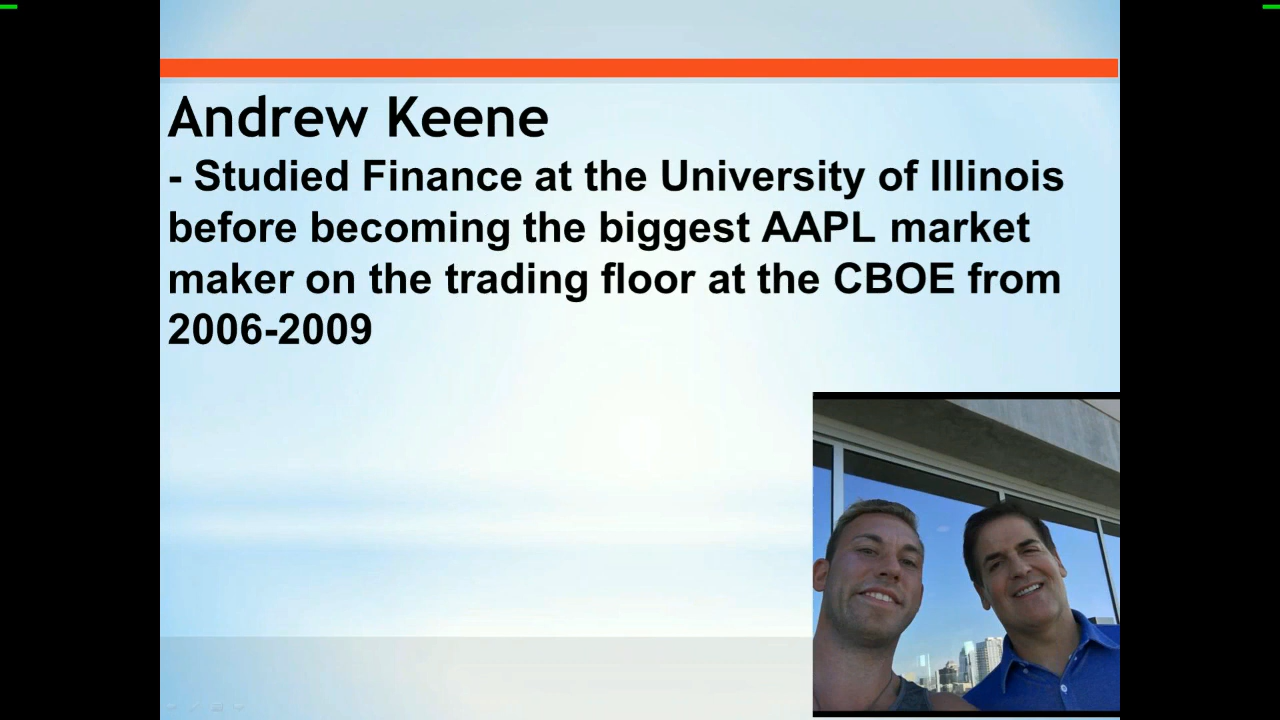 Andrew Keene
- Studied Finance at the University of Illinois
before becoming the biggest AAPL market
maker on the trading floor at the CBOE from
2006-2009